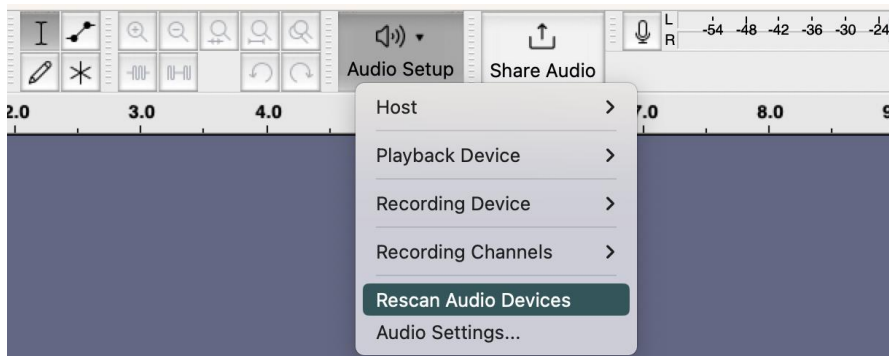 Audio Setup
Share Audio
L
R
-54 -48 -42 -36 -30 -24
2.0 3.0 4.0 7.0 8.0
Host
Playback Device
Recording Device
Recording Channels
Rescan Audio Devices
Audio Settings...